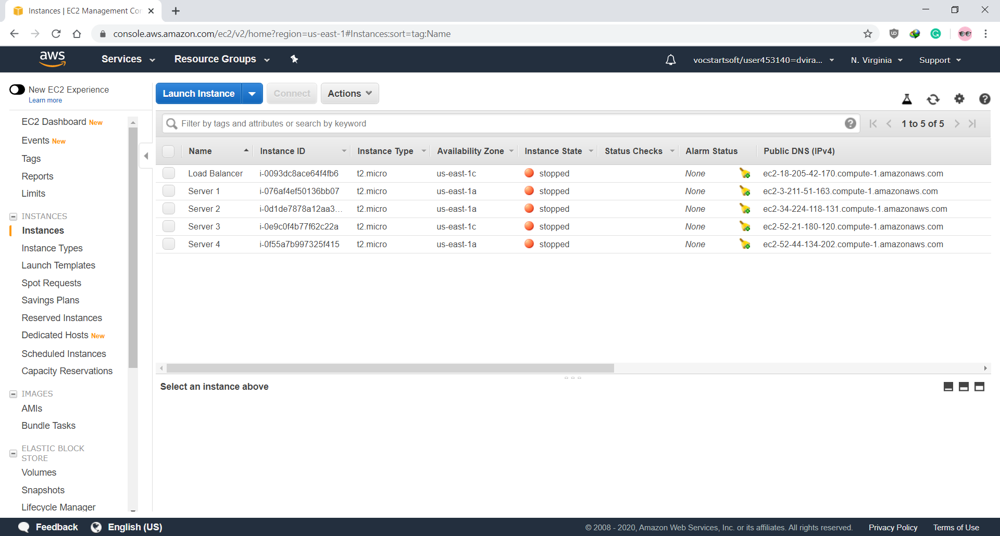 Instances | EC2 Management Con
console.aws.amazon.com/ec2/v2/home?region=us-east-1#Instances:sort=tag:Name
aws Services Resource Groups vocstartsoft/user453140=dvira... N. Virginia Support
New EC2 Experience
Learn more
EC2 Dashboard New
Events New
Tags
Reports
Limits
INSTANCES
Instances
Instance Types
Launch Templates
Spot Requests
Savings Plans
Reserved Instances
Dedicated Hosts New
Scheduled Instances
Capacity Reservations
IMAGES
AMIs
Bundle Tasks
ELASTIC BLOCK
STORE
Volumes
Snapshots
Lifecycle Manager
Launch Instance Connect Actions
Filter by tags and attributes or search by keyword 1 to 5 of 5
Name Instance ID Instance Type Availability Zone Instance State Status Checks Alarm Status Public DNS (IPv4)
Load Balancer i-0093dc8ace64f4fb6 t2.micro us-east-1c stopped None ec2-18-205-42-170.compute-1.amazonaws.com
Server 1 i-076af4ef50136bb07 t2.micro us-east-1a stopped None ec2-3-211-51-163.compute-1.amazonaws.com
Server 2 i-0d1de7878a12aa3... t2.micro us-east-1a stopped None ec2-34-224-118-131.compute-1.amazonaws.com
Server 3 i-0e9c0f4b77f62c22a t2.micro us-east-1c stopped None ec2-52-21-180-120.compute-1.amazonaws.com
Server 4 i-0f55a7b997325f415 t2.micro us-east-1a stopped None ec2-52-44-134-202.compute-1.amazonaws.com
Select an instance above
Feedback English (US) © 2008 - 2020, Amazon Web Services, Inc. or its affiliates. All rights reserved. Privacy Policy Terms of Use